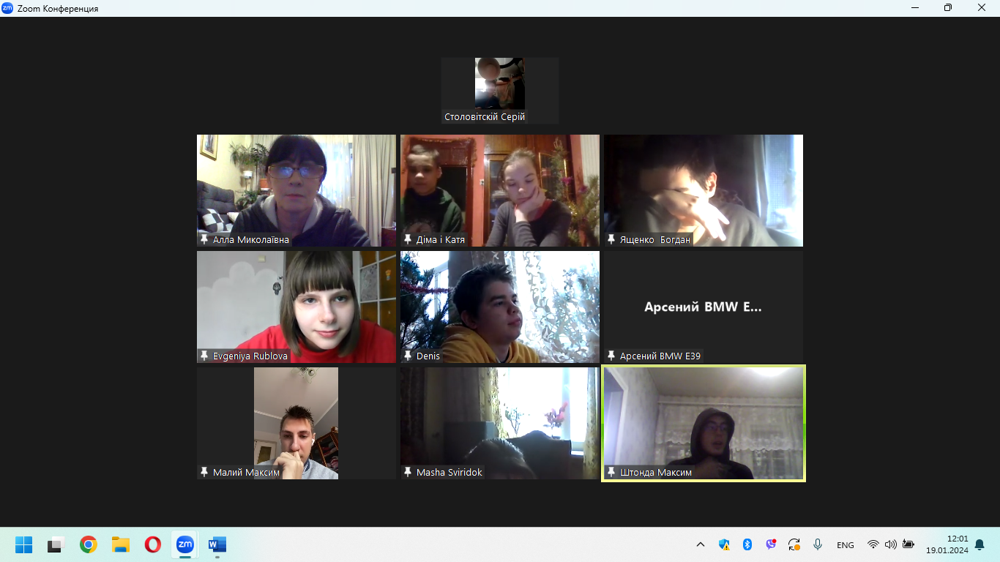 Zoom Конференция
Столовітскій Серій
Алла Миколаївна
Діма і Катя
Ященко Богдан
Evgeniya Rublova
Denis
Арсений BMW E...
Арсений BMW E39
Малий Максим
Masha Sviridok
Штонда Максим
ENG
12:01
19.01.2024